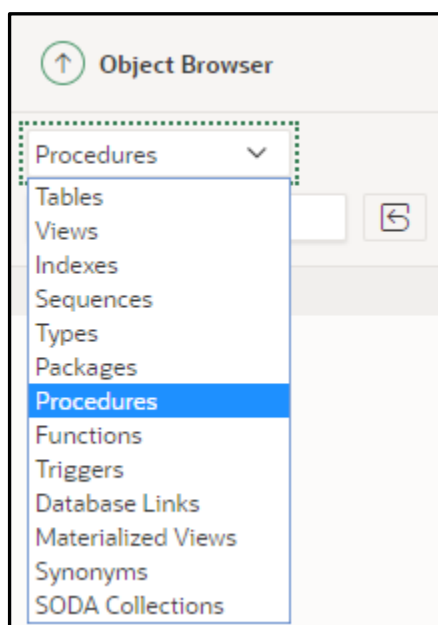 Object Browser
Procedures
Tables
Views
Indexes
Sequences
Types
Packages
Procedures
Functions
Triggers
Database Links
Materialized Views
Synonyms
SODA Collections